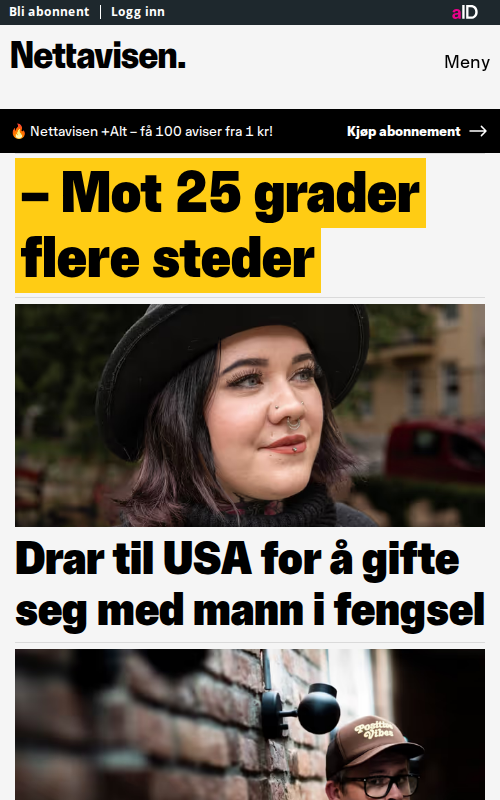 Bli abonnent | Logg inn
aID
Nettavisen.
Meny
🔥 Nettavisen +Alt – få 100 aviser fra 1 kr!
Kjøp abonnement →
– Mot 25 grader
flere steder
Drar til USA for å gifte
seg med mann i fengsel
Positive
Vibes